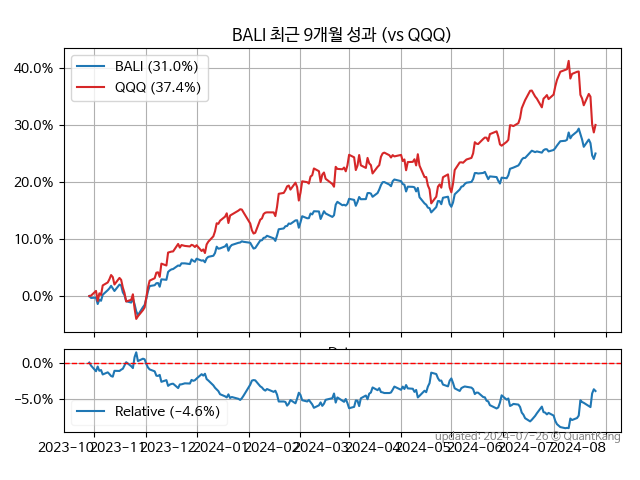 BALI 최근 9개월 성과 (vs QQQ)
BALI (31.0%)
QQQ (37.4%)
40.0%
30.0%
20.0%
10.0%
0.0%
0.0%
−5.0%
Relative (−4.6%)
updated: 2024-07-26 © QuantKang
2023−10 2023−11 2023−12 2024−01 2024−02 2024−03 2024−04 2024−05 2024−06 2024−07 2024−08